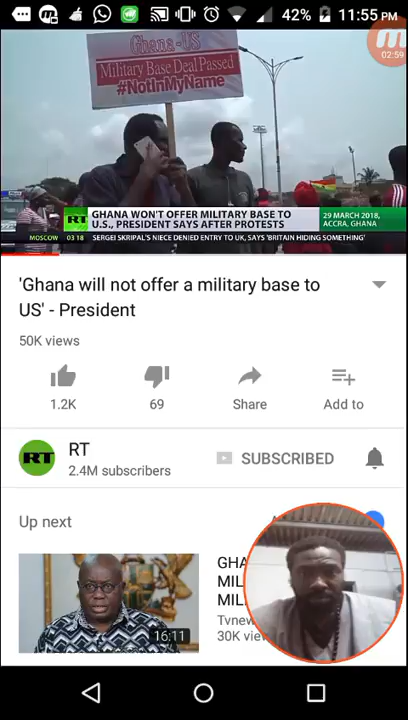 42% 11:55 PM
02:59
Ghana-US
Military Base Deal Passed
#NotInMyName
RT
GHANA WON'T OFFER MILITARY BASE TO
U.S., PRESIDENT SAYS AFTER PROTESTS
29 MARCH 2018,
ACCRA, GHANA
MOSCOW 03:18 SERGEI SKRIPAL'S NIECE DENIED ENTRY TO UK, SAYS 'BRITAIN HIDING SOMETHING'
'Ghana will not offer a military base to
US' - President
50K views
1.2K 69 Share Add to
RT
RT
2.4M subscribers
SUBSCRIBED
Up next
GHA
MIL
MIL
Tvnew
30K view
16:11